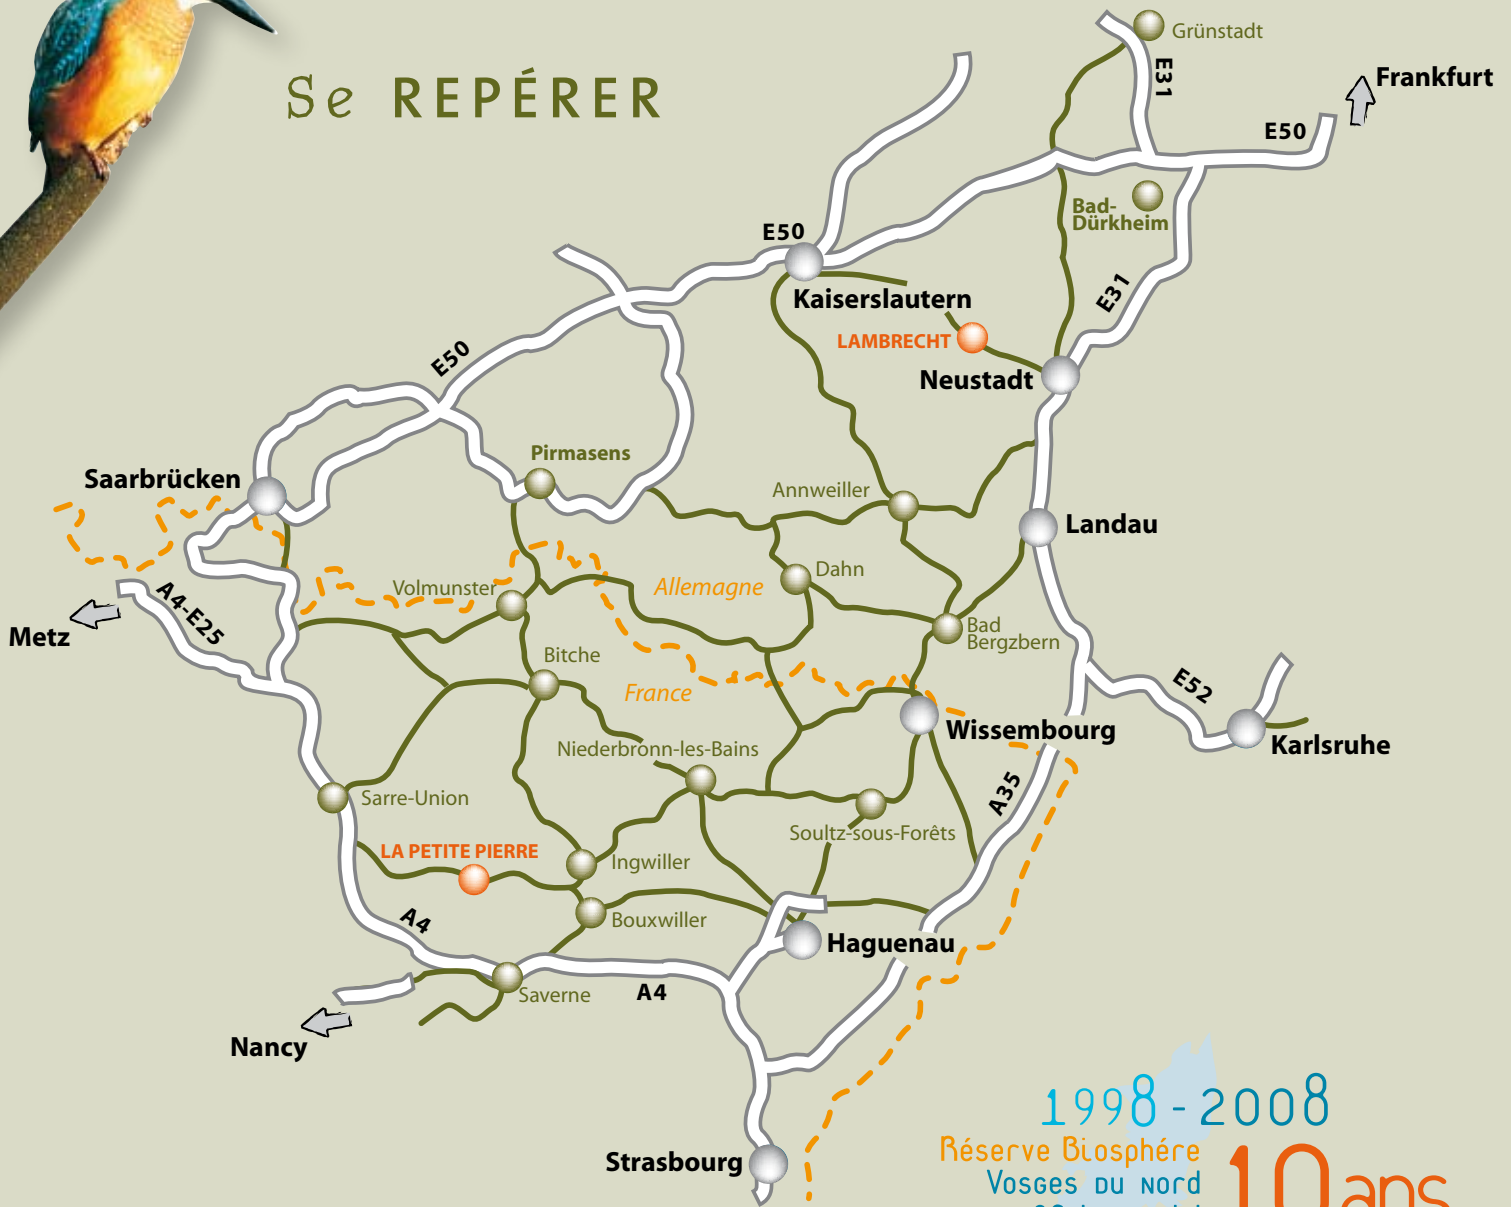 Se REPÉRER
Grünstadt
E31
Frankfurt
E50
Bad-
Dürkheim
E50
Kaiserslautern
E31
LAMBRECHT
Neustadt
E50
Pirmasens
Saarbrücken
Annweiller
Landau
Volmunster
Allemagne
Dahn
A4-E25
Metz
Bad
Bergzbern
Bitche
France
E52
Wissembourg
Karlsruhe
Niederbronn-les-Bains
Sarre-Union
A35
Soultz-sous-Forêts
LA PETITE PIERRE
Ingwiller
A4
Bouxwiller
Haguenau
Saverne
A4
Nancy
1998-2008
Réserve Biosphére
Vosges du nord
10 ans
Strasbourg